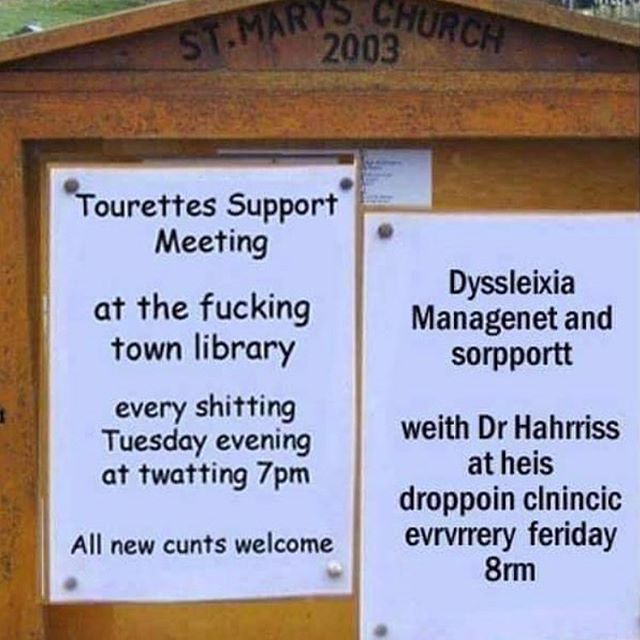 ST.MARYS CHURCH
2003
Tourettes Support
Meeting
at the fucking
town library
every shitting
Tuesday evening
at twatting 7pm
All new cunts welcome
Dyssleixia
Managenet and
sorpportt
weith Dr Hahrriss
at heis
droppoin clnincic
evrvrrery feriday
8rm